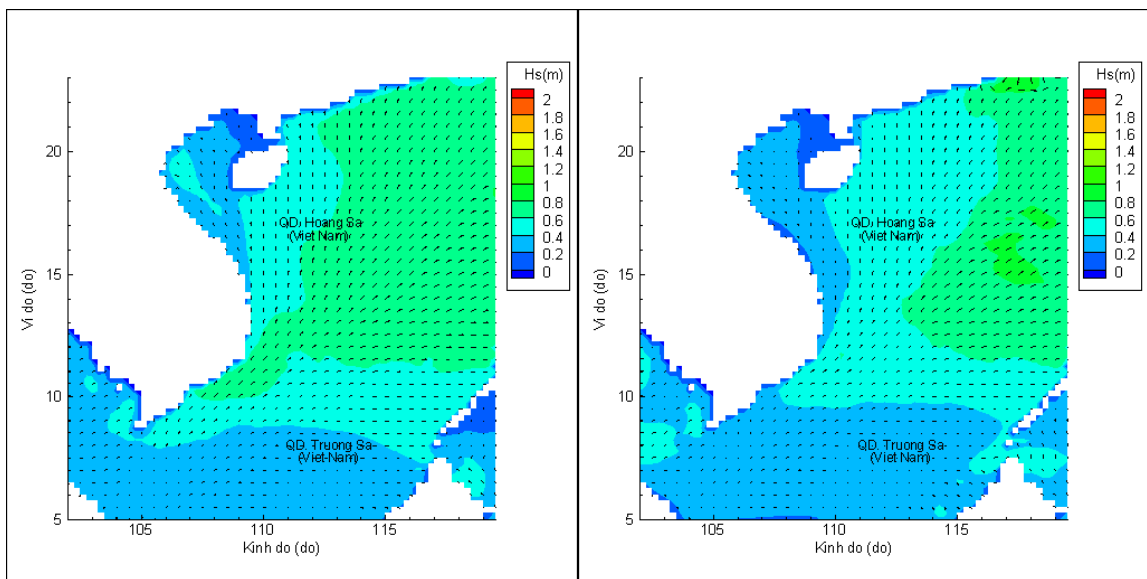 Hs(m)
2
1.8
1.6
1.4
1.2
1
0.8
0.6
0.4
0.2
0
20
15
10
5
Vi do (do)
QD. Hoang Sa
(Viet Nam)
QD. Truong Sa
(Viet Nam)
105
110
115
Kinh do (do)
Hs(m)
2
1.8
1.6
1.4
1.2
1
0.8
0.6
0.4
0.2
0
20
15
10
5
Vi do (do)
QD. Hoang Sa
(Viet Nam)
QD. Truong Sa
(Viet Nam)
105
110
115
Kinh do (do)